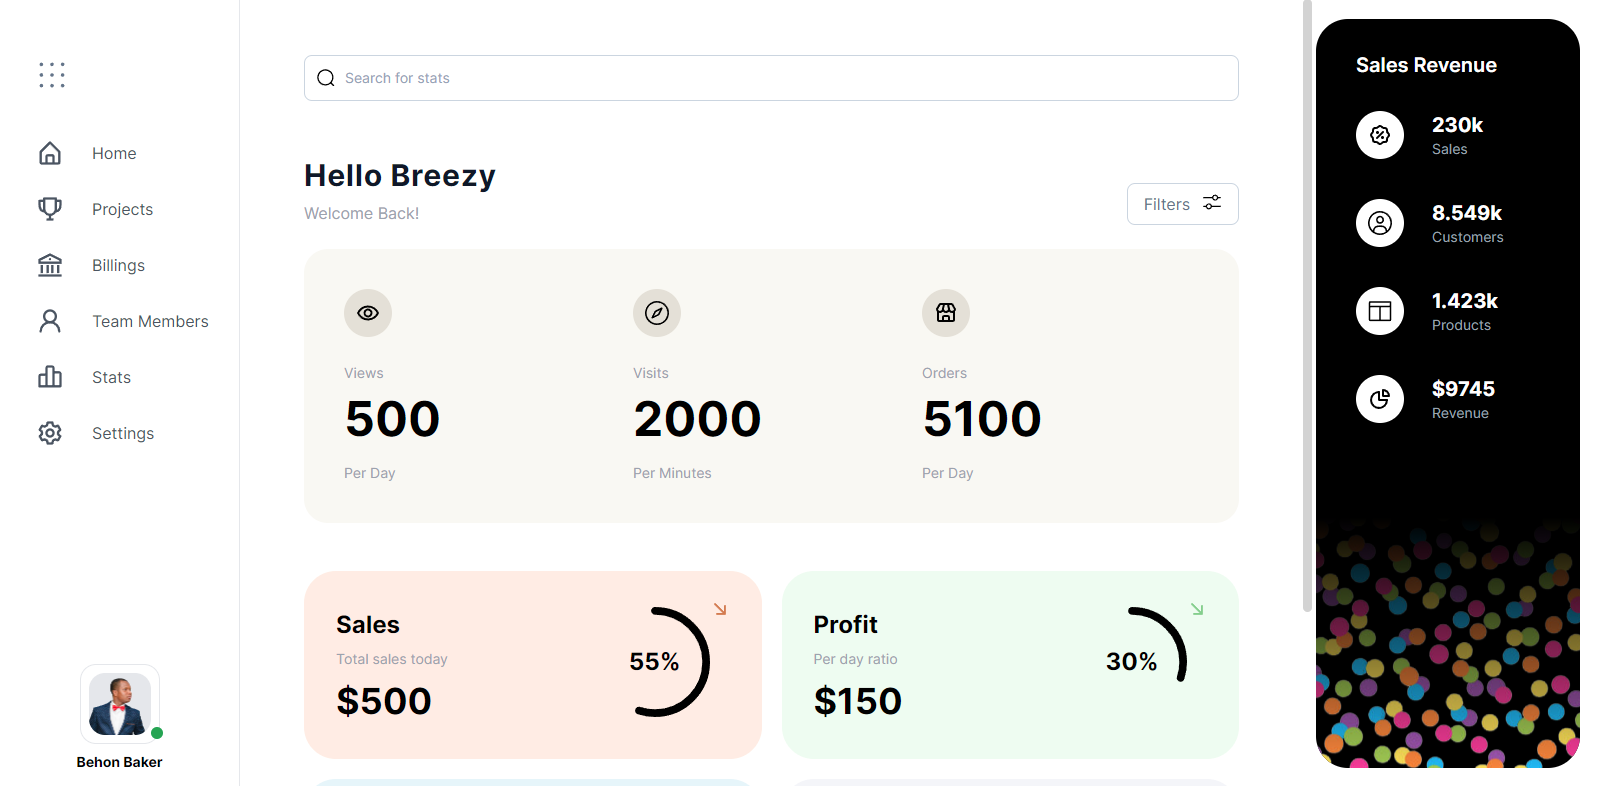 Home
Projects
Billings
Team Members
Stats
Settings
Behon Baker
Search for stats
Hello Breezy
Welcome Back!
Filters
Views
500
Per Day
Visits
2000
Per Minutes
Orders
5100
Per Day
Sales
Total sales today
$500
55%
Profit
Per day ratio
$150
30%
Sales Revenue
230k
Sales
8.549k
Customers
1.423k
Products
$9745
Revenue